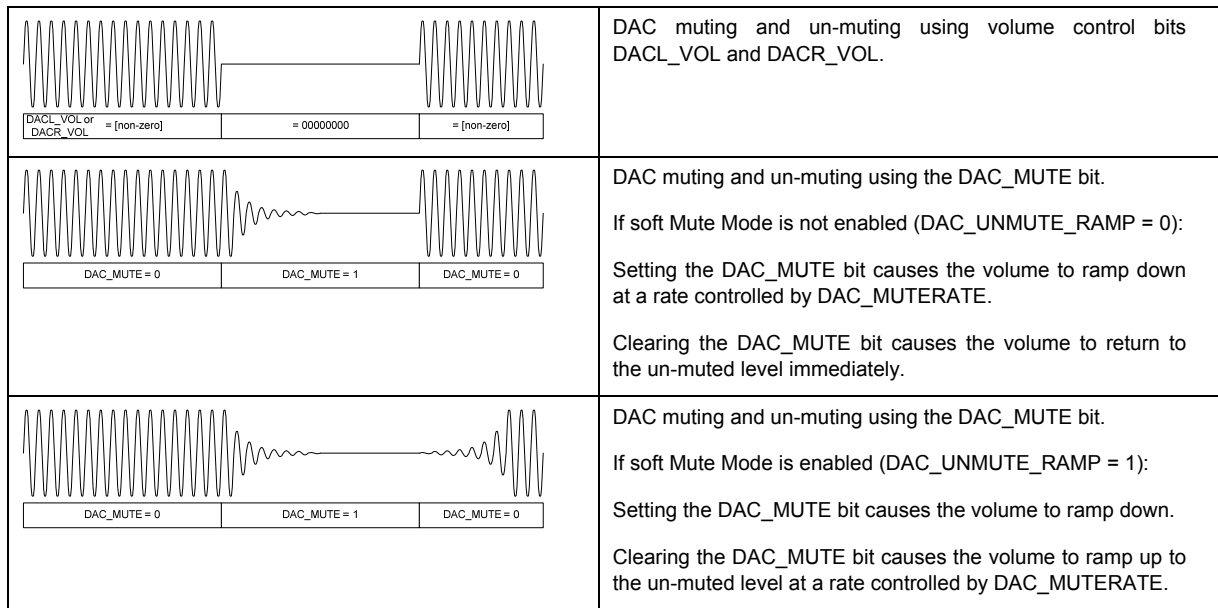 DACL_VOL or
DACR_VOL
= [non-zero]
= 00000000
= [non-zero]
DAC muting and un-muting using volume control bits
DACL_VOL and DACR_VOL.
DAC_MUTE = 0
DAC_MUTE = 1
DAC_MUTE = 0
DAC muting and un-muting using the DAC_MUTE bit.
If soft Mute Mode is not enabled (DAC_UNMUTE_RAMP = 0):
Setting the DAC_MUTE bit causes the volume to ramp down
at a rate controlled by DAC_MUTERATE.
Clearing the DAC_MUTE bit causes the volume to return to
the un-muted level immediately.
DAC_MUTE = 0
DAC_MUTE = 1
DAC_MUTE = 0
DAC muting and un-muting using the DAC_MUTE bit.
If soft Mute Mode is enabled (DAC_UNMUTE_RAMP = 1):
Setting the DAC_MUTE bit causes the volume to ramp down.
Clearing the DAC_MUTE bit causes the volume to ramp up to
the un-muted level at a rate controlled by DAC_MUTERATE.